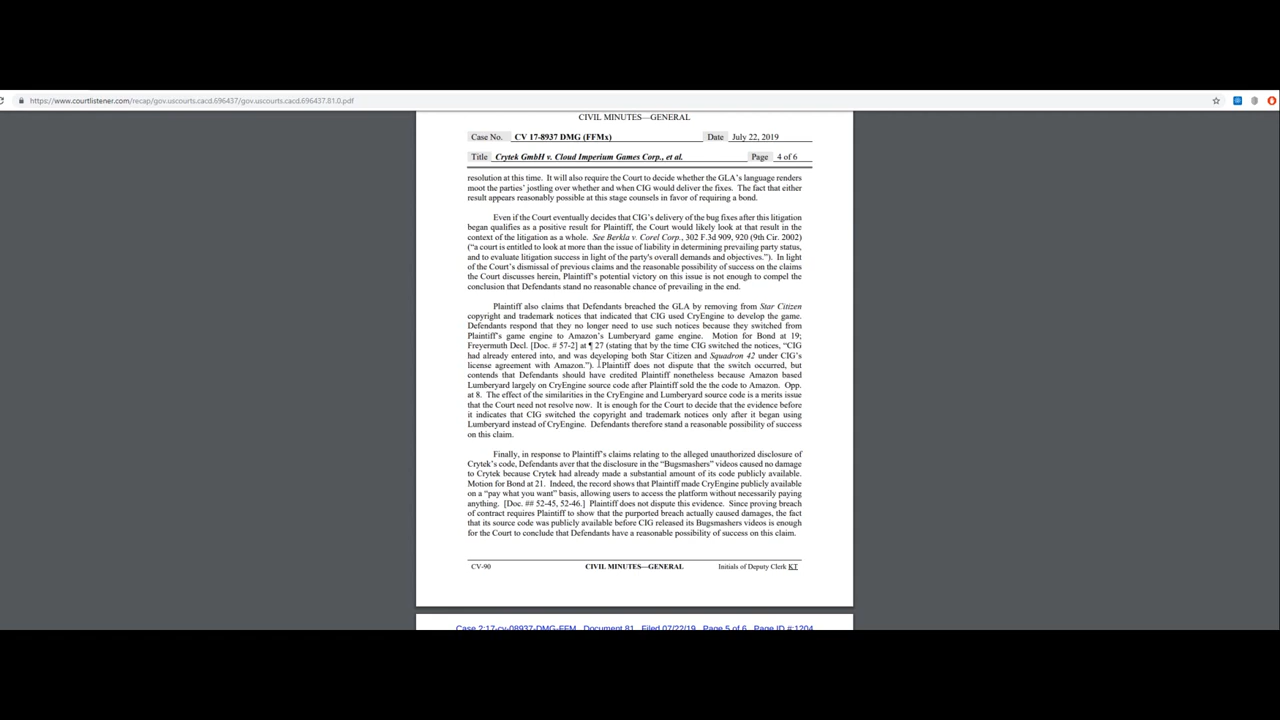 https://www.courtlistener.com/recap/gov.uscourts.cacd.696437/gov.uscourts.cacd.696437.81.0.pdf
CIVIL MINUTES—GENERAL
Case No. CV 17-8937 DMG (FFMx) Date July 22, 2019
Title Crytek GmbH v. Cloud Imperium Games Corp., et al. Page 4 of 6
resolution at this time. It will also require the Court to decide whether the GLA's language renders
moot the parties' jostling over whether and when CIG would deliver the fixes. The fact that either
result appears reasonably possible at this stage counsels in favor of requiring a bond.
Even if the Court eventually decides that CIG's delivery of the bug fixes after this litigation
began qualifies as a positive result for Plaintiff, the Court would likely look at that result in the
context of the litigation as a whole. See Berkla v. Corel Corp., 302 F.3d 909, 920 (9th Cir. 2002)
("a court is entitled to look at more than the issue of liability in determining prevailing party status,
and to evaluate litigation success in light of the party's overall demands and objectives."). In light
of the Court's dismissal of previous claims and the reasonable possibility of success on the claims
the Court discusses herein, Plaintiff's potential victory on this issue is not enough to compel the
conclusion that Defendants stand no reasonable chance of prevailing in the end.
Plaintiff also claims that Defendants breached the GLA by removing from Star Citizen
copyright and trademark notices that indicated that CIG used CryEngine to develop the game.
Defendants respond that they no longer need to use such notices because they switched from
Plaintiff's game engine to Amazon's Lumberyard game engine. Motion for Bond at 19;
Freyermuth Decl. [Doc. # 57-2] at ¶ 27 (stating that by the time CIG switched the notices, "CIG
had already entered into, and was developing both Star Citizen and Squadron 42 under CIG's
license agreement with Amazon."). Plaintiff does not dispute that the switch occurred, but
contends that Defendants should have credited Plaintiff nonetheless because Amazon based
Lumberyard largely on CryEngine source code after Plaintiff sold the the code to Amazon. Opp.
at 8. The effect of the similarities in the CryEngine and Lumberyard source code is a merits issue
that the Court need not resolve now. It is enough for the Court to decide that the evidence before
it indicates that CIG switched the copyright and trademark notices only after it began using
Lumberyard instead of CryEngine. Defendants therefore stand a reasonable possibility of success
on this claim.
Finally, in response to Plaintiff's claims relating to the alleged unauthorized disclosure of
Crytek's code, Defendants aver that the disclosure in the "Bugsmashers" videos caused no damage
to Crytek because Crytek had already made a substantial amount of its code publicly available.
Motion for Bond at 21. Indeed, the record shows that Plaintiff made CryEngine publicly available
on a "pay what you want" basis, allowing users to access the platform without necessarily paying
anything. [Doc. ## 52-45, 52-46.] Plaintiff does not dispute this evidence. Since proving breach
of contract requires Plaintiff to show that the purported breach actually caused damages, the fact
that its source code was publicly available before CIG released its Bugsmashers videos is enough
for the Court to conclude that Defendants have a reasonable possibility of success on this claim.
CV-90 CIVIL MINUTES—GENERAL Initials of Deputy Clerk KT
Case 2:17-cv-08937-DMG-FFM Document 81 Filed 07/22/19 Page 5 of 6 Page ID #:1204